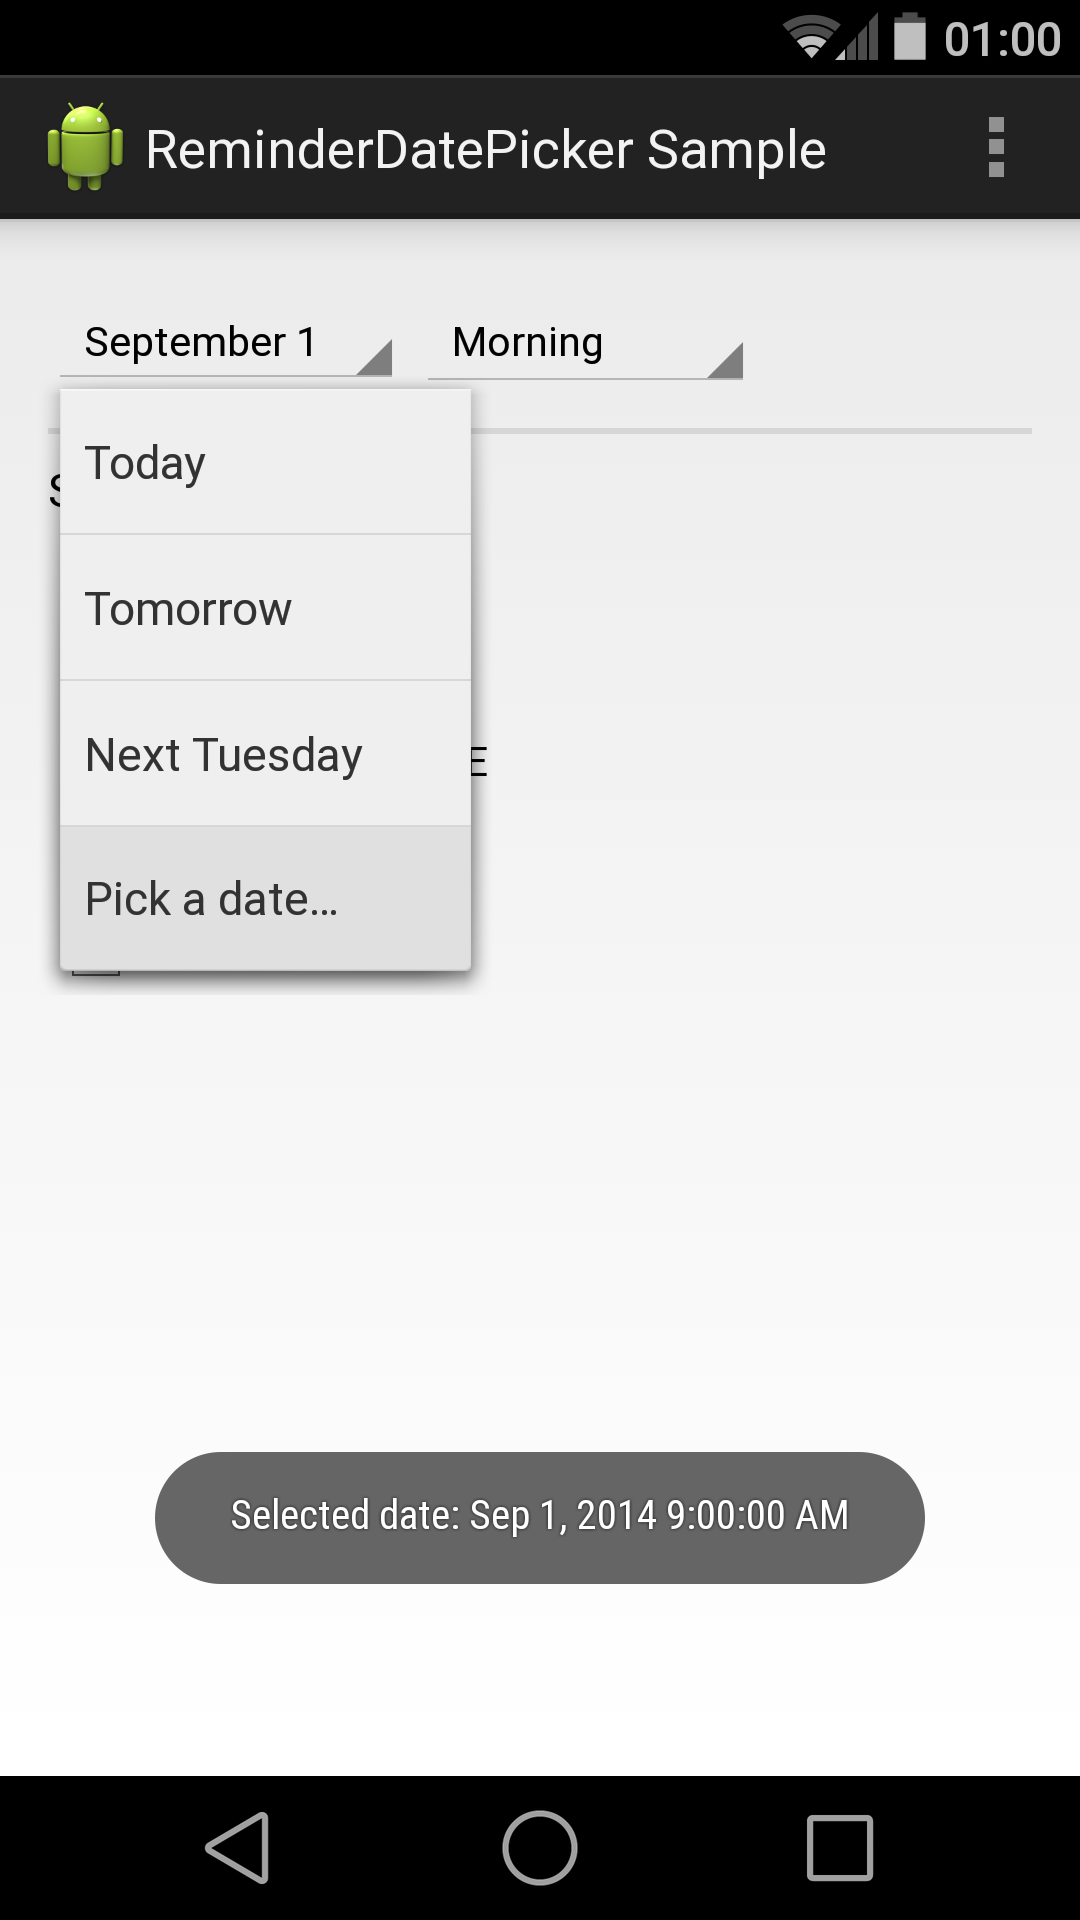 01:00
ReminderDatePicker Sample
September 1 Morning
Today
Tomorrow
Next Tuesday
Pick a date...
Selected date: Sep 1, 2014 9:00:00 AM